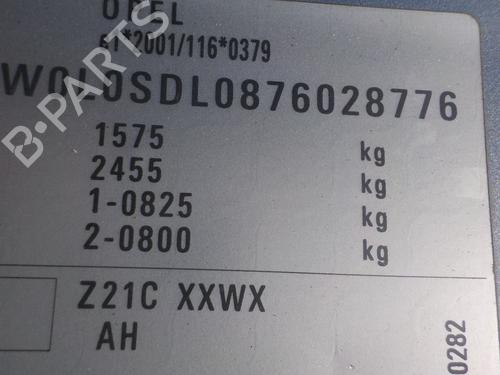 OPEL
e1*2001/116*0379
W0L0SDL0876028776
1575 kg
2455 kg
1-0825 kg
2-0800 kg
Z21C XXWX
AH
0282
B-PARTS